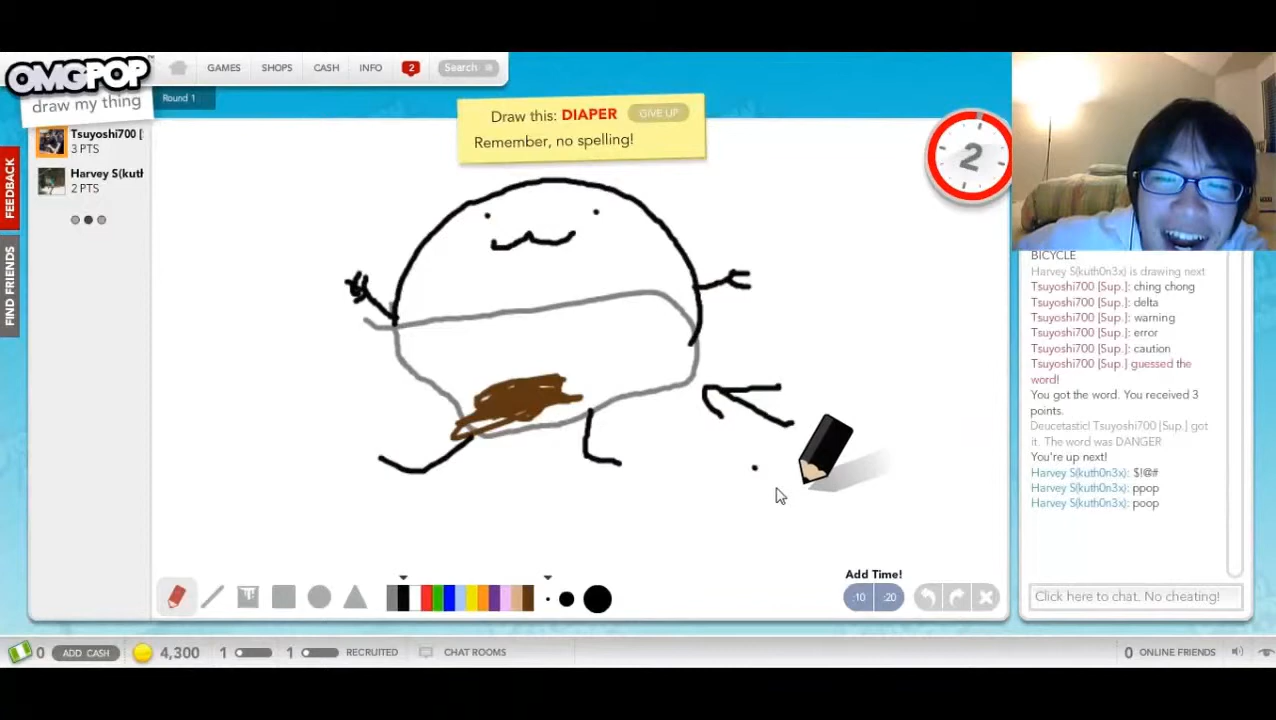 OMGPOP
draw my thing
GAMES SHOPS CASH INFO 2 Search
Round 1
Tsuyoshi700 [
3 PTS
Harvey S(kuth
2 PTS
FEEDBACK
FIND FRIENDS
Draw this: DIAPER GIVE UP
Remember, no spelling!
2
BICYCLE
Harvey S(kuth0n3x) is drawing next
Tsuyoshi700 [Sup.]: ching chong
Tsuyoshi700 [Sup.]: delta
Tsuyoshi700 [Sup.]: warning
Tsuyoshi700 [Sup.]: error
Tsuyoshi700 [Sup.]: caution
Tsuyoshi700 [Sup.] guessed the
word!
You got the word. You received 3
points.
Deucetastic! Tsuyoshi700 [Sup.] got
it. The word was DANGER
You're up next!
Harvey S(kuth0n3x): $!@#
Harvey S(kuth0n3x): ppop
Harvey S(kuth0n3x): poop
Add Time!
:10 :20
Click here to chat. No cheating!
0 ADD CASH 4,300 1 1 RECRUITED CHAT ROOMS 0 ONLINE FRIENDS